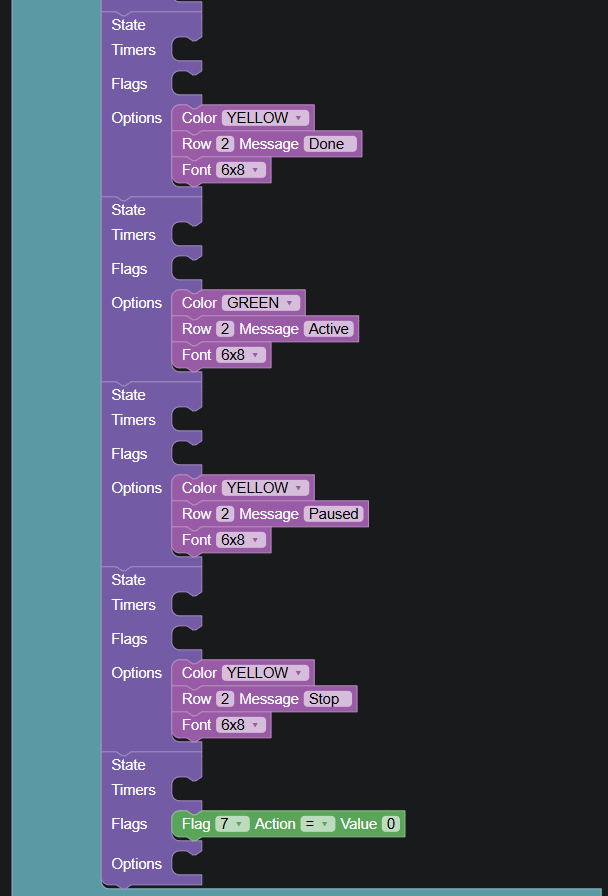 State
Timers
Flags
Options Color YELLOW
Row 2 Message Done
Font 6x8
State
Timers
Flags
Options Color GREEN
Row 2 Message Active
Font 6x8
State
Timers
Flags
Options Color YELLOW
Row 2 Message Paused
Font 6x8
State
Timers
Flags
Options Color YELLOW
Row 2 Message Stop
Font 6x8
State
Timers
Flags Flag 7 Action = Value 0
Options